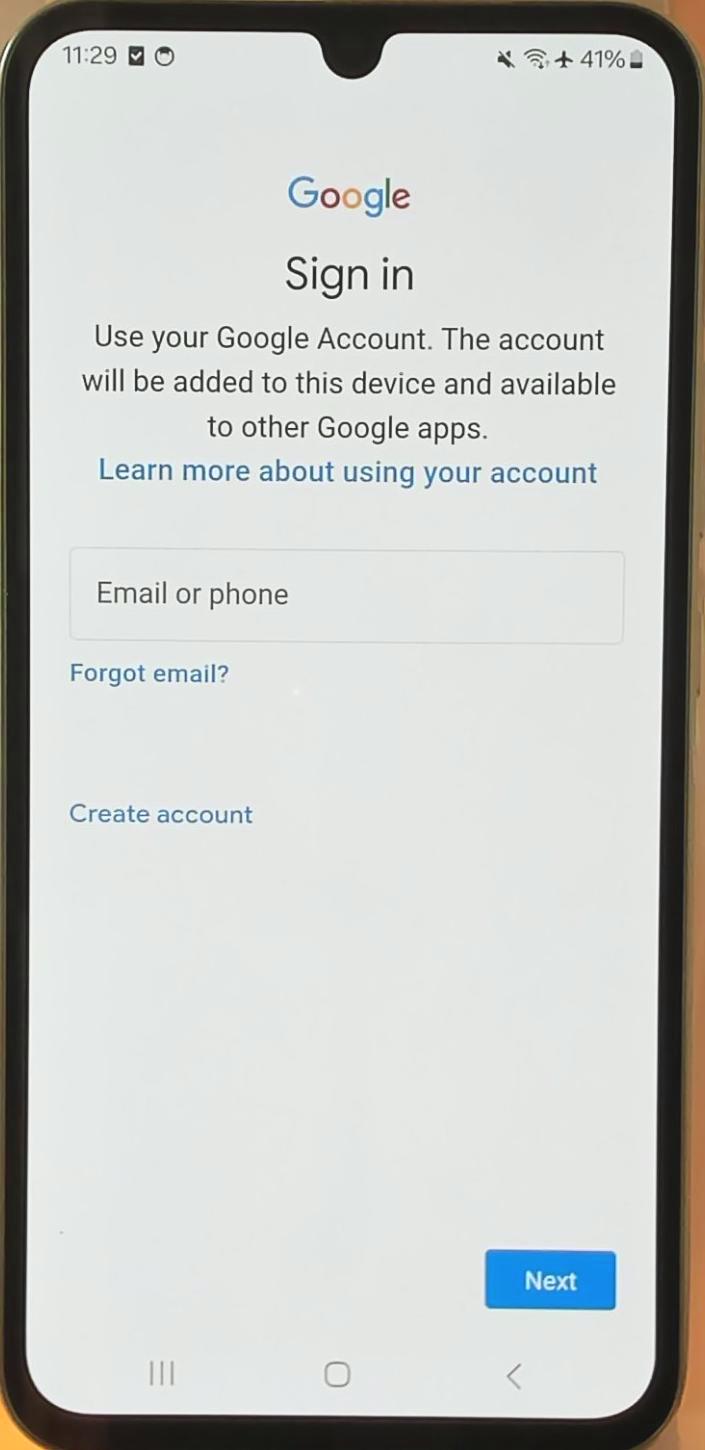 11:29
41%
Google
Sign in
Use your Google Account. The account
will be added to this device and available
to other Google apps.
Learn more about using your account
Email or phone
Forgot email?
Create account
Next